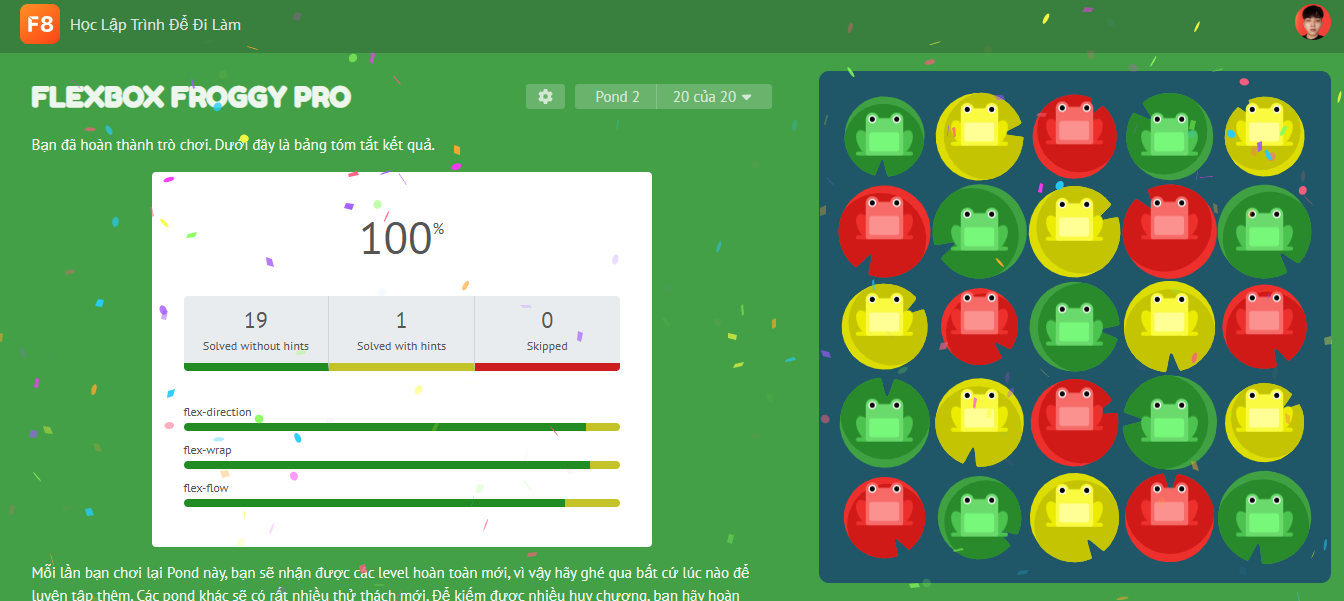 F8 Học Lập Trình Để Đi Làm
FLEXBOX FROGGY PRO
Pond 2 20 của 20
Bạn đã hoàn thành trò chơi. Dưới đây là bảng tóm tắt kết quả.
100%
19 1 0
Solved without hints Solved with hints Skipped
flex-direction
flex-wrap
flex-flow
Mỗi lần bạn chơi lại Pond này, bạn sẽ nhận được các level hoàn toàn mới, vì vậy hãy ghé qua bất cứ lúc nào để
luyện tập thêm. Các pond khác sẽ có rất nhiều thử thách mới. Để kiếm được nhiều huy chương, bạn hãy hoàn